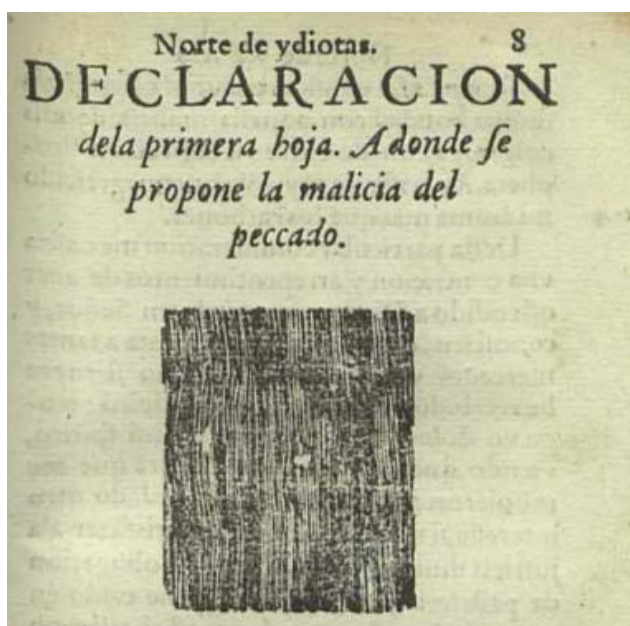 Norte de ydiotas. 8
DECLARACION
dela primera hoja. Adonde ſe
propone la malicia del
peccado.